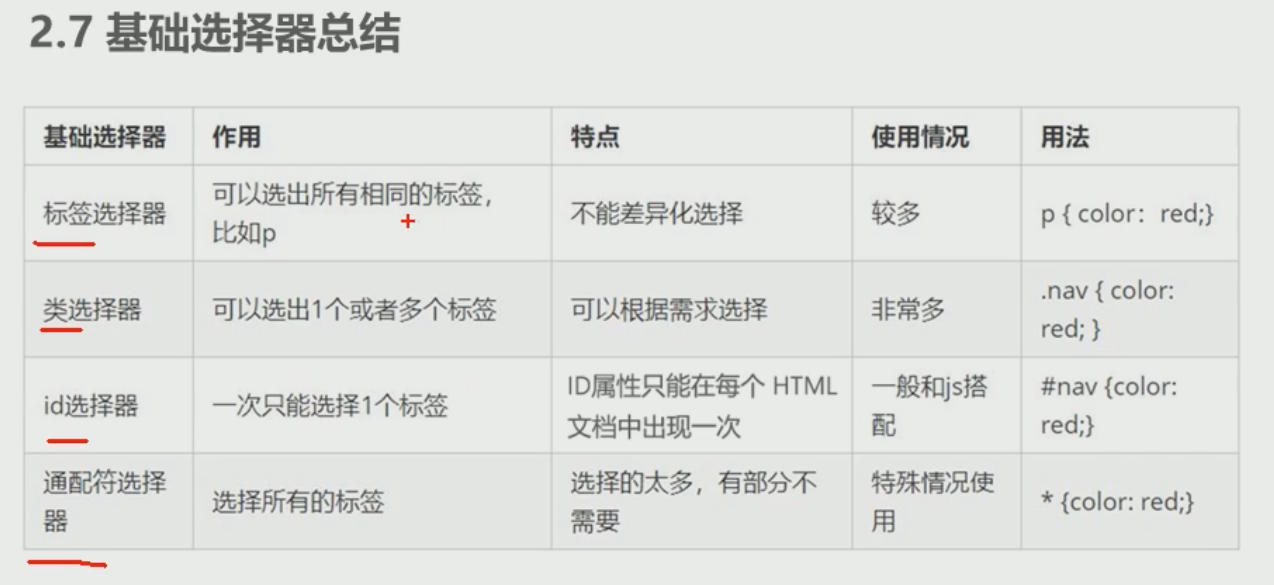 2.7 基础选择器总结
基础选择器 作用 特点 使用情况 用法
标签选择器 可以选出所有相同的标签，
比如p 不能差异化选择 较多 p { color：red;}
类选择器 可以选出1个或者多个标签 可以根据需求选择 非常多 .nav { color:
red; }
id选择器 一次只能选择1个标签 ID属性只能在每个 HTML
文档中出现一次 一般和js搭
配 #nav {color:
red;}
通配符选择
器 选择所有的标签 选择的太多，有部分不
需要 特殊情况使
用 * {color: red;}